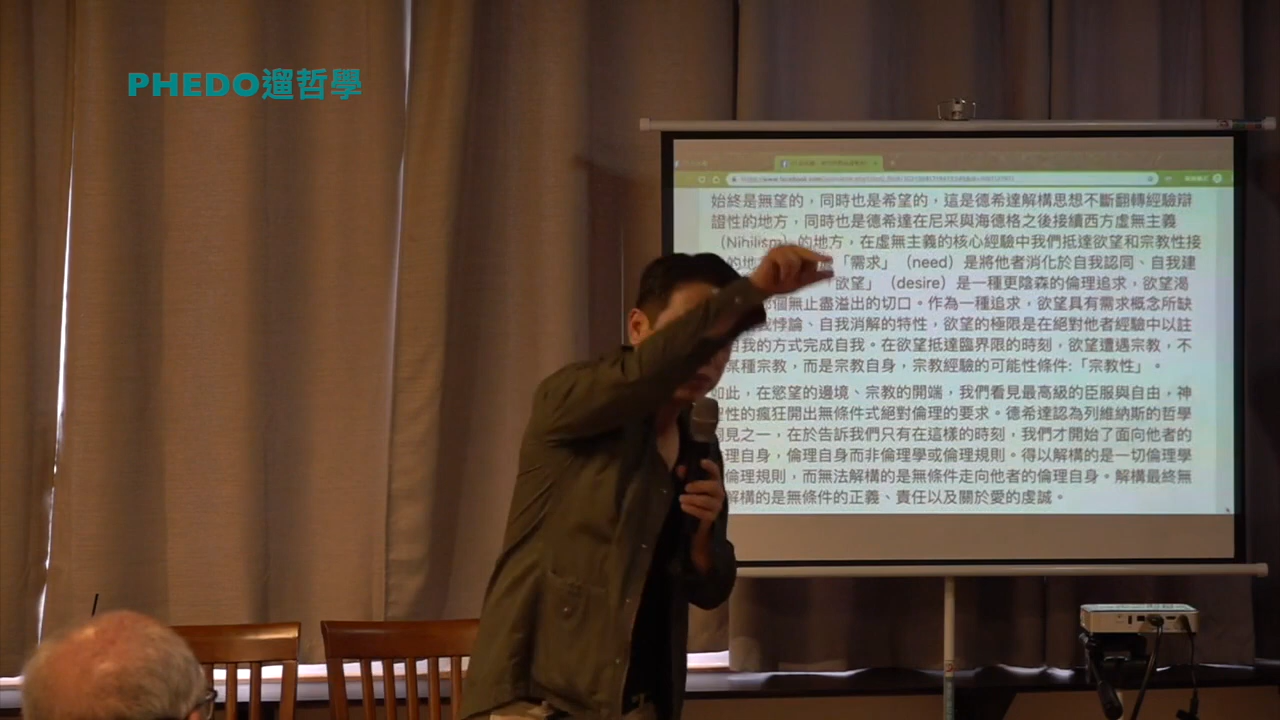 PHEDO遛哲學
始終是無望的，同時也是希望的，這是德希達解構思想不斷翻轉經驗辯
證性的地方，同時也是德希達在尼采與海德格之後接續西方虛無主義
（Nihilism）的地方，在虛無主義的核心經驗中我們抵達欲望和宗教性接
的地 「需求」（need）是將他者消化於自我認同、自我建
「欲望」（desire）是一種更陰森的倫理追求，欲望渴
個無止盡溢出的切口。作為一種追求，欲望具有需求概念所缺
我悖論、自我消解的特性，欲望的極限是在絕對他者經驗中以註
自我的方式完成自我。在欲望抵達臨界限的時刻，欲望遭遇宗教，不
某種宗教，而是宗教自身，宗教經驗的可能性條件:「宗教性」。
如此，在慾望的邊境、宗教的開端，我們看見最高級的臣服與自由，神
聖性的瘋狂開出無條件式絕對倫理的要求。德希達認為列維納斯的哲學
洞見之一，在於告訴我們只有在這樣的時刻，我們才開始了面向他者的
理自身，倫理自身而非倫理學或倫理規則。得以解構的是一切倫理學
倫理規則，而無法解構的是無條件走向他者的倫理自身。解構最終無
解構的是無條件的正義、責任以及關於愛的虔誠。